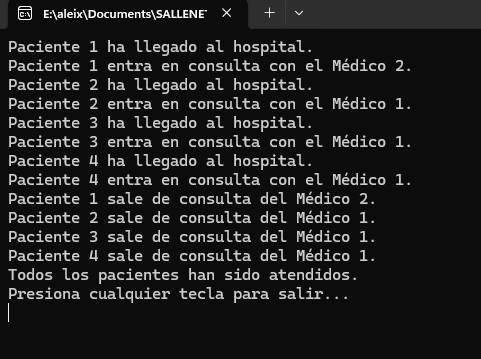 E:\aleix\Documents\SALLENE
Paciente 1 ha llegado al hospital.
Paciente 1 entra en consulta con el Médico 2.
Paciente 2 ha llegado al hospital.
Paciente 2 entra en consulta con el Médico 1.
Paciente 3 ha llegado al hospital.
Paciente 3 entra en consulta con el Médico 1.
Paciente 4 ha llegado al hospital.
Paciente 4 entra en consulta con el Médico 1.
Paciente 1 sale de consulta del Médico 2.
Paciente 2 sale de consulta del Médico 1.
Paciente 3 sale de consulta del Médico 1.
Paciente 4 sale de consulta del Médico 1.
Todos los pacientes han sido atendidos.
Presiona cualquier tecla para salir...